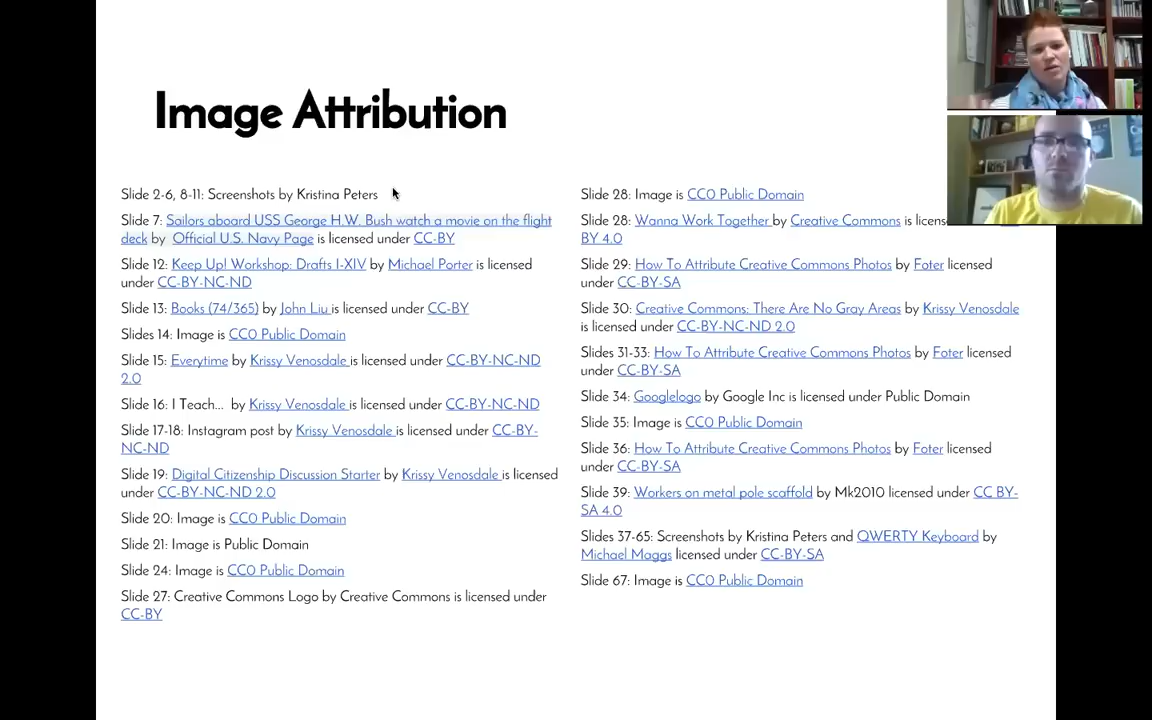 Image Attribution
Slide 2-6, 8-11: Screenshots by Kristina Peters
Slide 7: Sailors aboard USS George H.W. Bush watch a movie on the flight
deck by Official U.S. Navy Page is licensed under CC-BY
Slide 12: Keep Up! Workshop: Drafts I-XIV by Michael Porter is licensed
under CC-BY-NC-ND
Slide 13: Books (74/365) by John Liu is licensed under CC-BY
Slides 14: Image is CC0 Public Domain
Slide 15: Everytime by Krissy Venosdale is licensed under CC-BY-NC-ND
2.0
Slide 16: I Teach... by Krissy Venosdale is licensed under CC-BY-NC-ND
Slide 17-18: Instagram post by Krissy Venosdale is licensed under CC-BY-
NC-ND
Slide 19: Digital Citizenship Discussion Starter by Krissy Venosdale is licensed
under CC-BY-NC-ND 2.0
Slide 20: Image is CC0 Public Domain
Slide 21: Image is Public Domain
Slide 24: Image is CC0 Public Domain
Slide 27: Creative Commons Logo by Creative Commons is licensed under
CC-BY
Slide 28: Image is CC0 Public Domain
Slide 28: Wanna Work Together by Creative Commons is
BY 4.0
Slide 29: How To Attribute Creative Commons Photos by Foter licensed
under CC-BY-SA
Slide 30: Creative Commons: There Are No Gray Areas by Krissy Venosdale
is licensed under CC-BY-NC-ND 2.0
Slides 31-33: How To Attribute Creative Commons Photos by Foter licensed
under CC-BY-SA
Slide 34: Googlelogo by Google Inc is licensed under Public Domain
Slide 35: Image is CC0 Public Domain
Slide 36: How To Attribute Creative Commons Photos by Foter licensed
under CC-BY-SA
Slide 39: Workers on metal pole scaffold by Mk2010 licensed under CC BY-
SA 4.0
Slides 37-65: Screenshots by Kristina Peters and QWERTY Keyboard by
Michael Maggs licensed under CC-BY-SA
Slide 67: Image is CC0 Public Domain